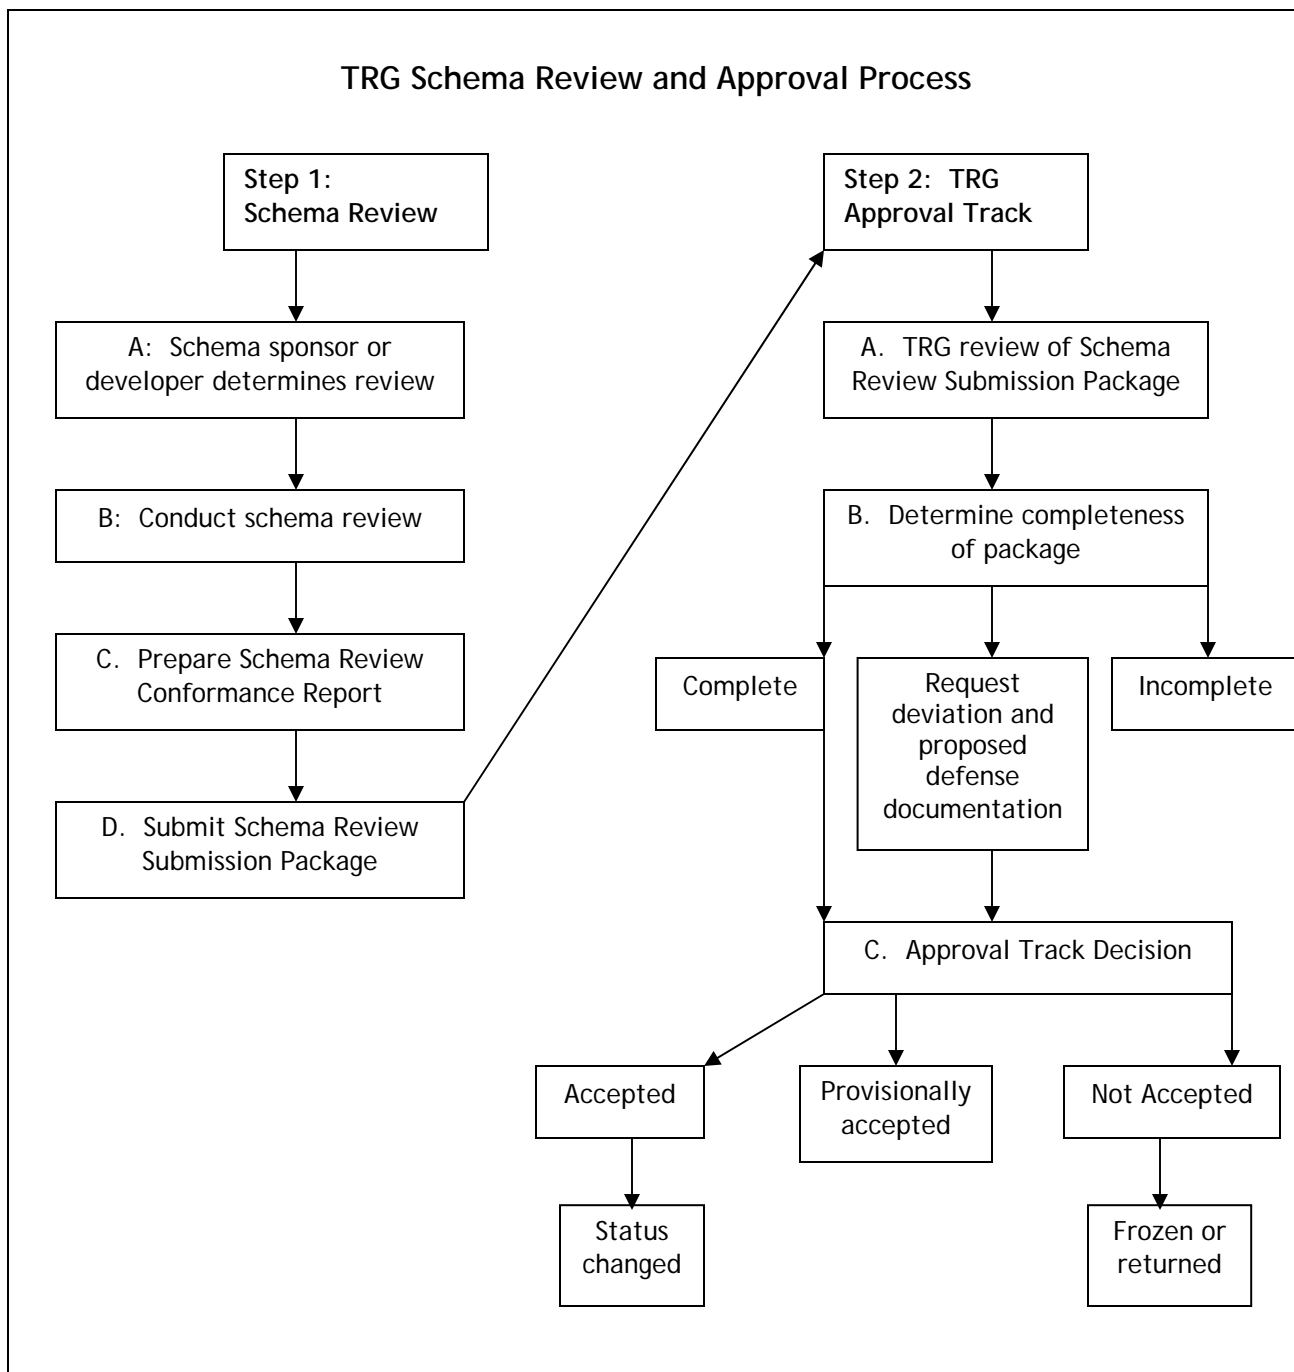 TRG Schema Review and Approval Process
Step 1:
Schema Review
A:  Schema sponsor or
developer determines review
B:  Conduct schema review
C.  Prepare Schema Review
Conformance Report
D.  Submit Schema Review
Submission Package
Step 2:  TRG
Approval Track
A.  TRG review of Schema
Review Submission Package
B.  Determine completeness
of package
Complete
Request
deviation and
proposed
defense
documentation
Incomplete
C.  Approval Track Decision
Accepted
Provisionally
accepted
Not Accepted
Status
changed
Frozen or
returned